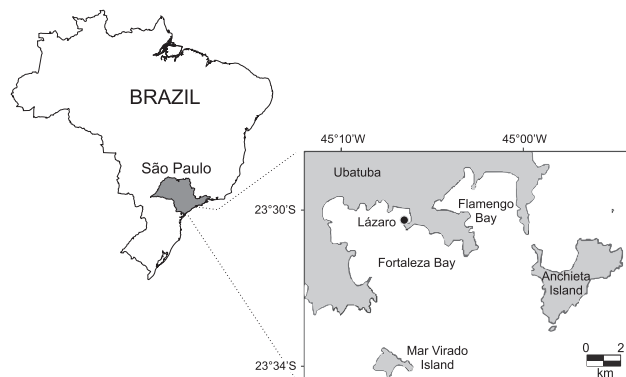 BRAZIL
São Paulo
45°10'W
45°00'W
Ubatuba
23°30'S
Lázaro
Flamengo
Bay
Fortaleza Bay
Anchieta
Island
Mar Virado
Island
23°34'S
0 2
km